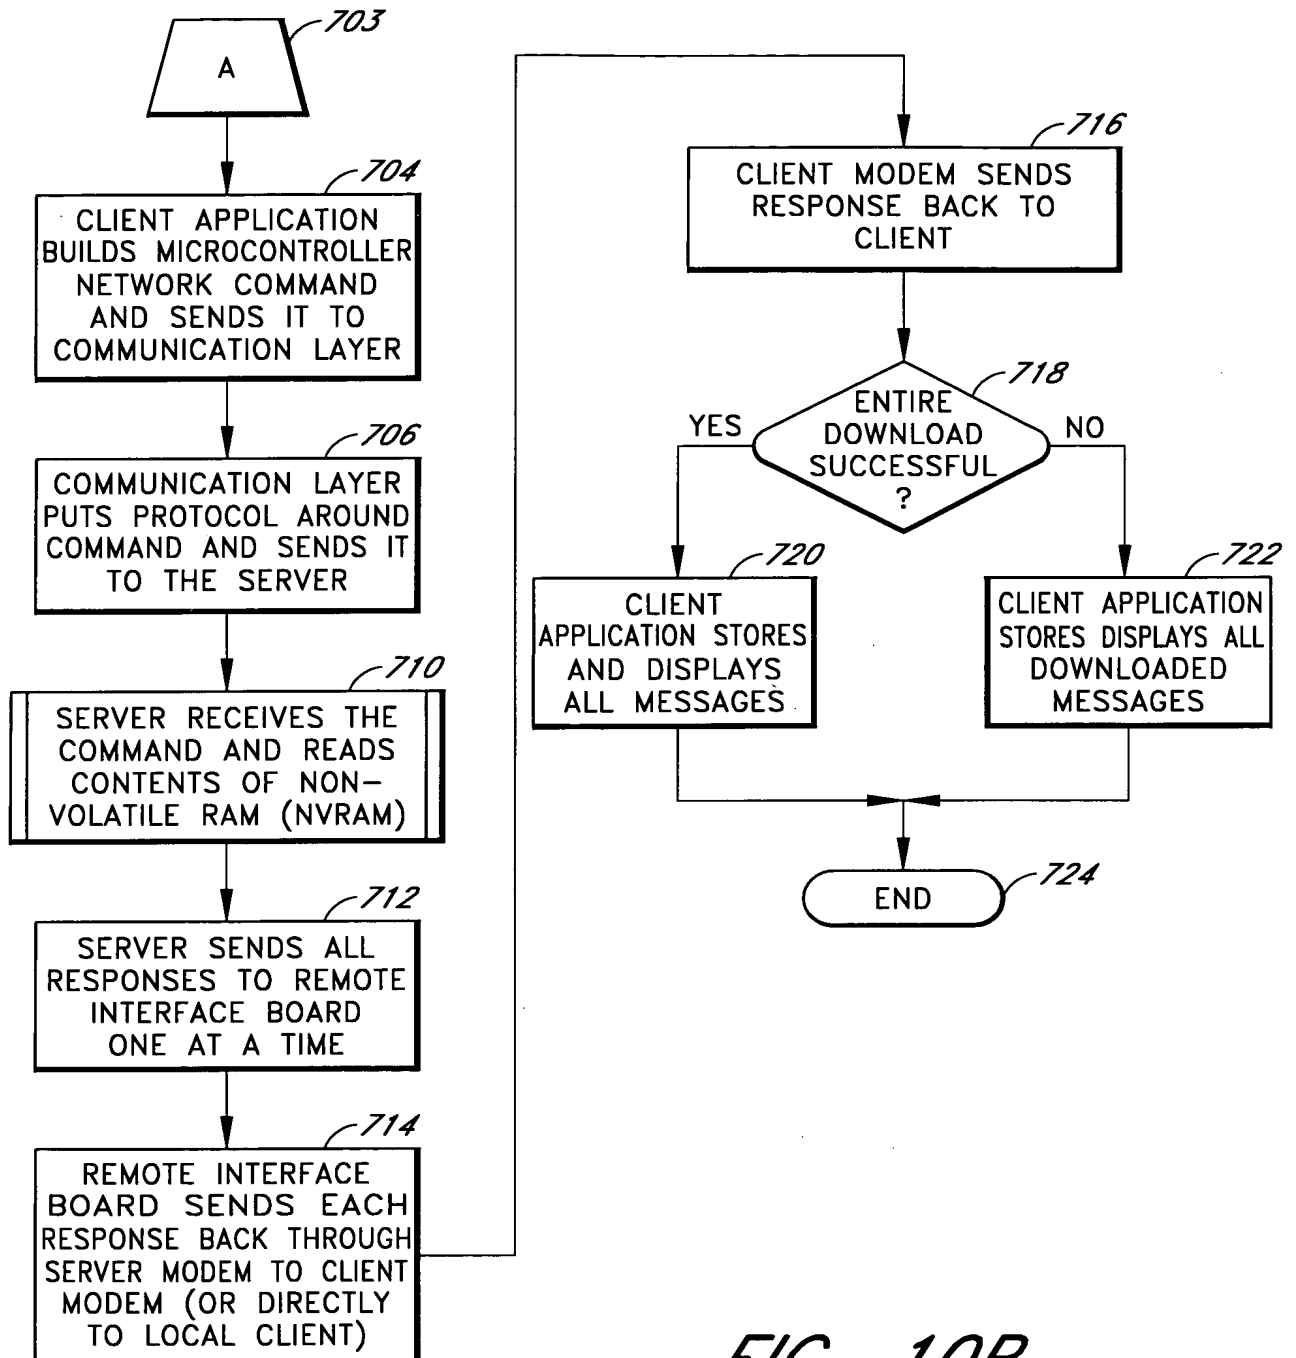 703
A
704
CLIENT APPLICATION
BUILDS MICROCONTROLLER
NETWORK COMMAND
AND SENDS IT TO
COMMUNICATION LAYER
706
COMMUNICATION LAYER
PUTS PROTOCOL AROUND
COMMAND AND SENDS IT
TO THE SERVER
710
SERVER RECEIVES THE
COMMAND AND READS
CONTENTS OF NON-
VOLATILE RAM (NVRAM)
712
SERVER SENDS ALL
RESPONSES TO REMOTE
INTERFACE BOARD
ONE AT A TIME
714
REMOTE INTERFACE
BOARD SENDS EACH
RESPONSE BACK THROUGH
SERVER MODEM TO CLIENT
MODEM (OR DIRECTLY
TO LOCAL CLIENT)
716
CLIENT MODEM SENDS
RESPONSE BACK TO
CLIENT
718
ENTIRE
DOWNLOAD
SUCCESSFUL
?
YES
NO
720
CLIENT
APPLICATION STORES
AND DISPLAYS
ALL MESSAGES
722
CLIENT APPLICATION
STORES DISPLAYS ALL
DOWNLOADED
MESSAGES
END
724
FIG. 10B